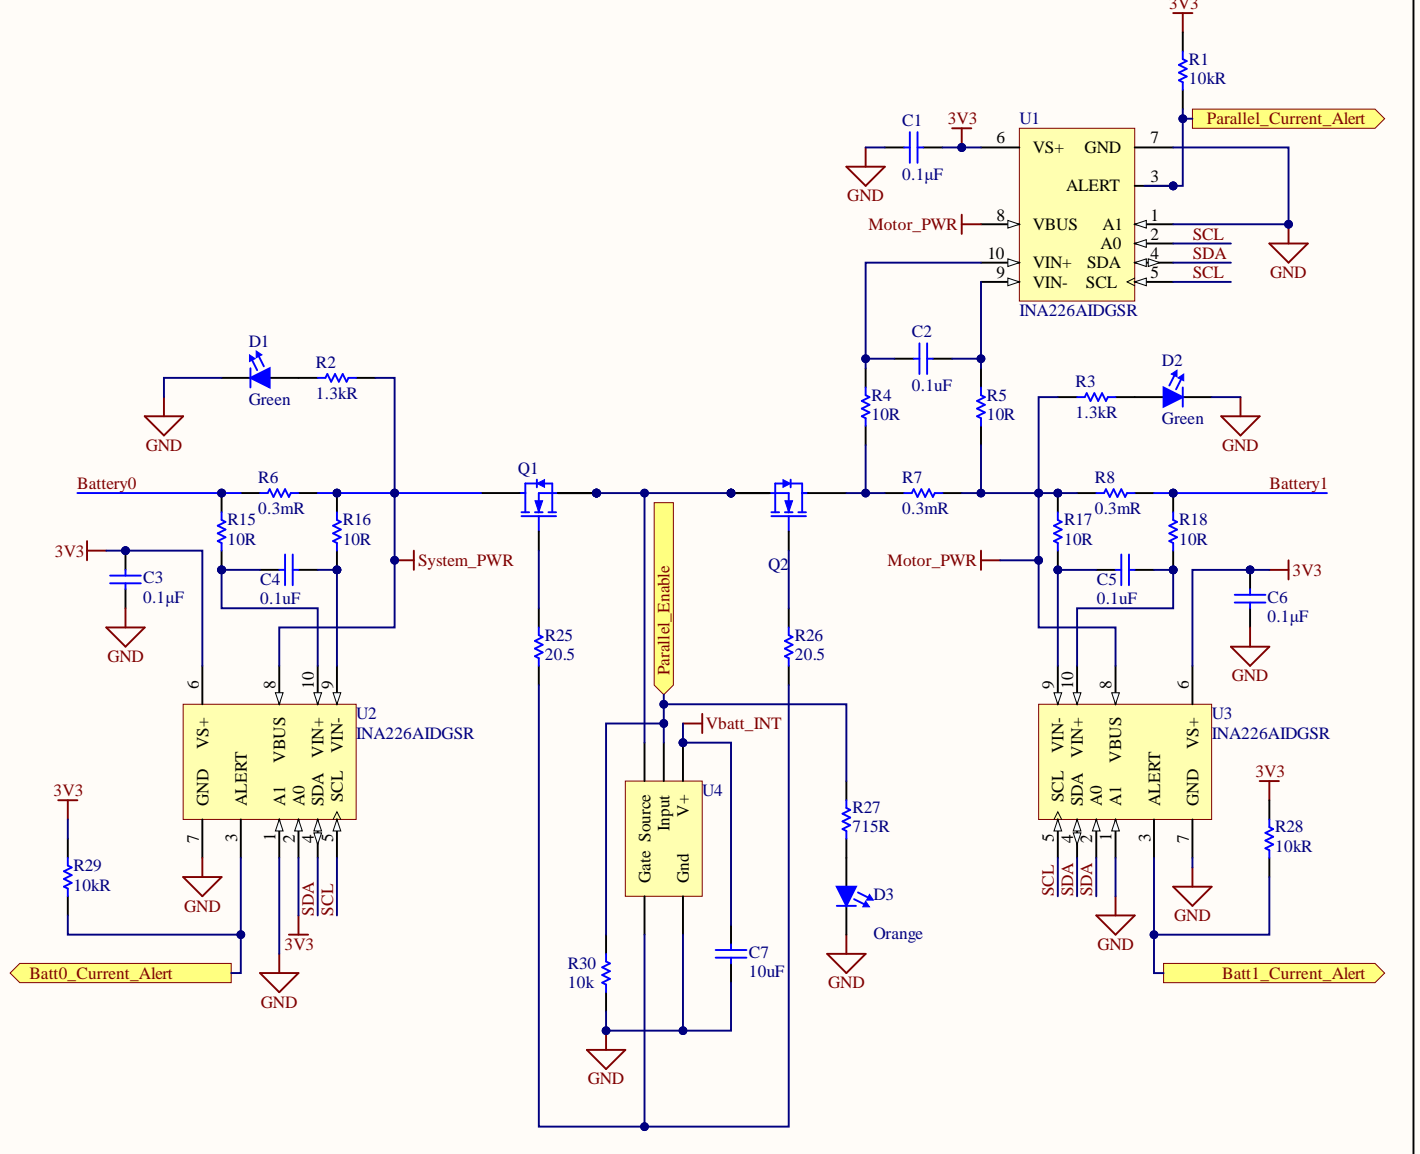 3V3
R1
10kR
Parallel_Current_Alert
C1
0.1µF
3V3
GND
U1
6
VS+
GND
7
ALERT
3
Motor_PWR
8
VBUS
A1
1
A0
2
SCL
10
VIN+
SDA
4
SDA
9
VIN-
SCL
5
SCL
INA226AIDGSR
GND
C2
0.1uF
R4
10R
R5
10R
D1
Green
R2
1.3kR
GND
R3
1.3kR
D2
Green
GND
Battery0
R6
0.3mR
R15
10R
R16
10R
C4
0.1uF
System_PWR
3V3
C3
0.1µF
GND
Q1
Q2
R7
0.3mR
R8
0.3mR
Battery1
R17
10R
R18
10R
C5
0.1uF
Motor_PWR
3V3
C6
0.1µF
GND
Parallel_Enable
R25
20.5
R26
20.5
6
8
10
9
U2
INA226AIDGSR
VS+
VBUS
VIN+
VIN-
GND
ALERT
A1
A0
SDA
SCL
7
3
1
2
4
5
GND
SDA
SCL
3V3
GND
3V3
R29
10kR
Batt0_Current_Alert
Vbatt_INT
U4
Source
Input
V+
Gate
Gnd
R30
10k
C7
10uF
GND
R27
715R
D3
Orange
GND
9
10
8
6
U3
INA226AIDGSR
VIN-
VIN+
VBUS
VS+
SCL
SDA
A0
A1
ALERT
GND
5
4
2
1
3
7
SCL
SDA
SDA
GND
GND
3V3
R28
10kR
Batt1_Current_Alert